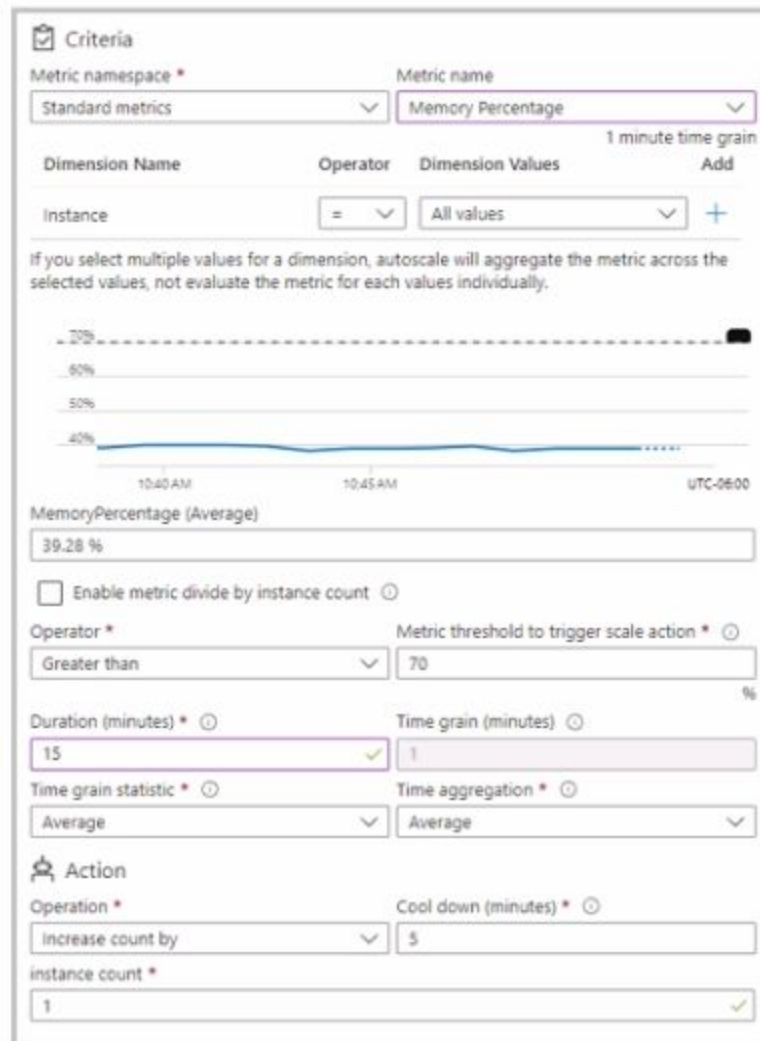 Criteria
Metric namespace * Metric name
Standard metrics Memory Percentage
1 minute time grain
Dimension Name Operator Dimension Values Add
Instance = All values +
If you select multiple values for a dimension, autoscale will aggregate the metric across the
selected values, not evaluate the metric for each values individually.
70%
60%
50%
40%
10:40 AM 10:45 AM UTC-06:00
MemoryPercentage (Average)
39.28 %
Enable metric divide by instance count
Operator * Metric threshold to trigger scale action *
Greater than 70
%
Duration (minutes) * Time grain (minutes)
15 1
Time grain statistic * Time aggregation *
Average Average
Action
Operation * Cool down (minutes) *
Increase count by 5
instance count *
1